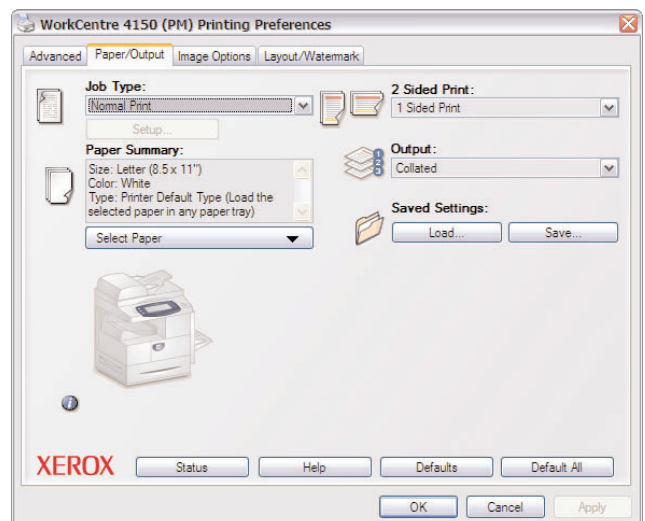 WorkCentre 4150 (PM) Printing Preferences
Advanced Paper/Output Image Options Layout/Watermark
Job Type:
Normal Print
Setup...
Paper Summary:
Size: Letter (8.5 x 11")
Color: White
Type: Printer Default Type (Load the
selected paper in any paper tray)
Select Paper
2 Sided Print:
1 Sided Print
Output:
1
2
3
Collated
Saved Settings:
Load... Save...
XEROX Status Help Defaults Default All
OK Cancel Apply